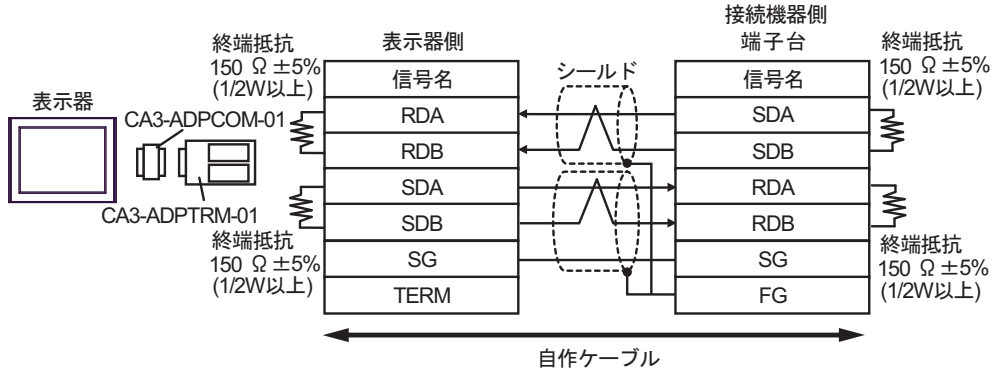 接続機器側
端子台
表示器側
終端抵抗
150 Ω ±5%
(1/2W以上)
終端抵抗
150 Ω ±5%
(1/2W以上)
シールド
表示器
CA3-ADPCOM-01
CA3-ADPTRM-01
信号名
RDA
RDB
SDA
SDB
SG
TERM
信号名
SDA
SDB
RDA
RDB
SG
FG
終端抵抗
150 Ω ±5%
(1/2W以上)
終端抵抗
150 Ω ±5%
(1/2W以上)
自作ケーブル